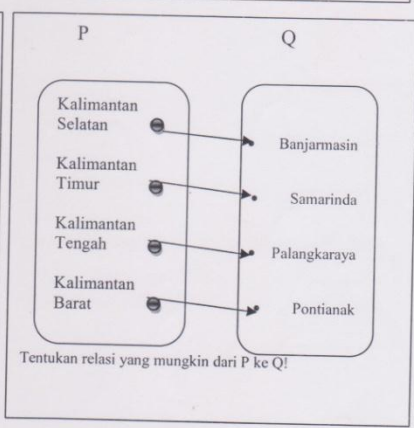 P Q
Kalimantan
Selatan
Banjarmasin
Kalimantan
Timur
Samarinda
Kalimantan
Tengah
Palangkaraya
Kalimantan
Barat
Pontianak
Tentukan relasi yang mungkin dari P ke Q!